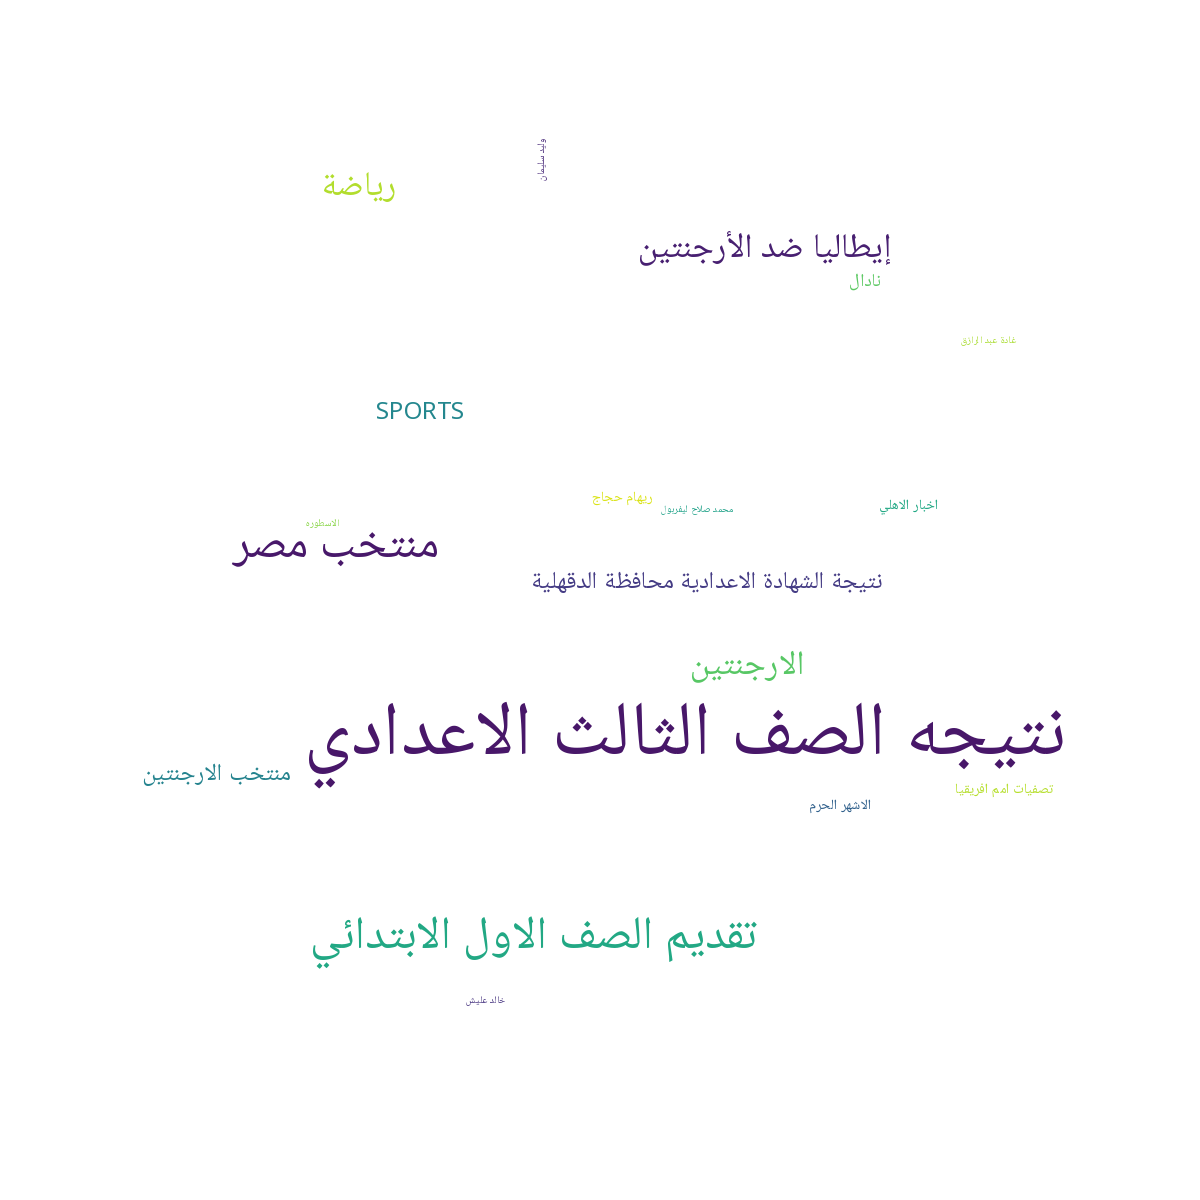 وليد سليمان
رياضة
إيطاليا ضد الأرجنتين
نادال
غادة عبد الرازق
SPORTS
ريهام حجاج
اخبار الاهلي
محمد صلاح ليفربول
الاسطوره
منتخب مصر
نتيجة الشهادة الاعدادية محافظة الدقهلية
الارجنتين
نتيجه الصف الثالث الاعدادي
منتخب الارجنتين
تصفيات امم افريقيا
الاشهر الحرم
تقديم الصف الاول الابتدائي
خالد عليش